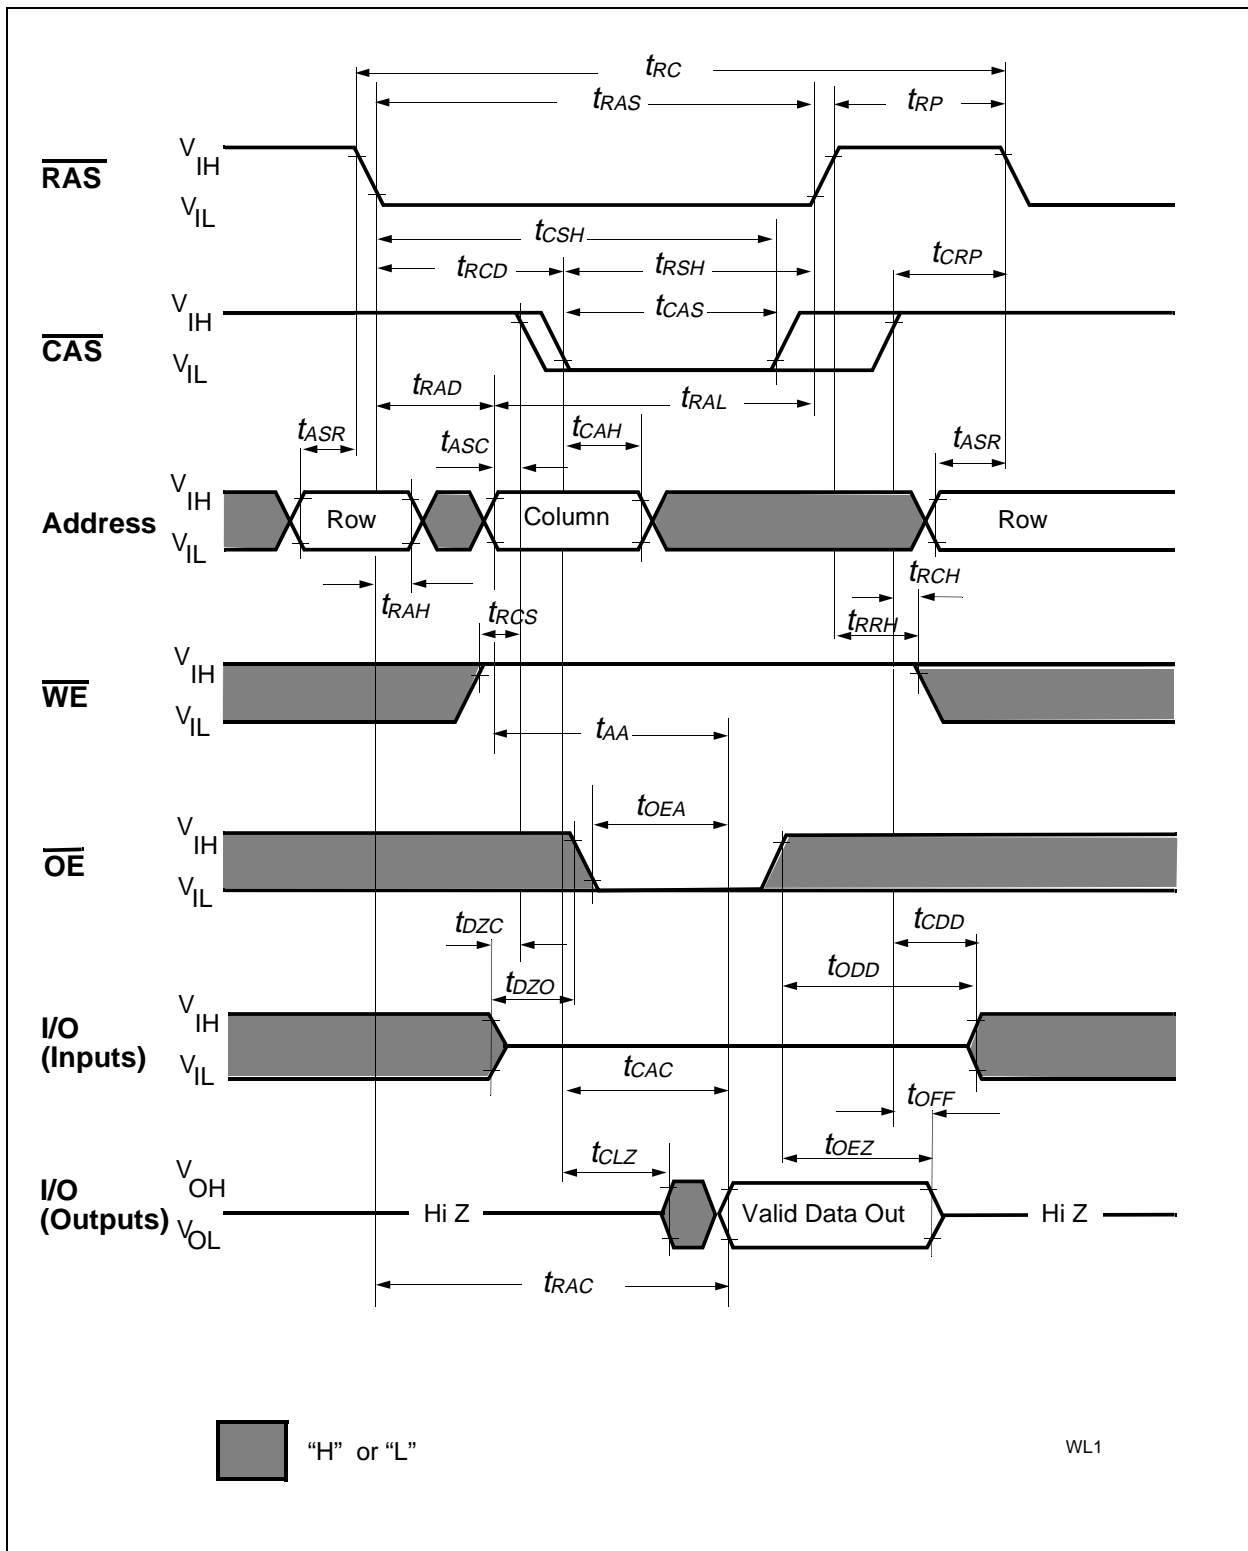 tRC
tRAS
tRP
RAS
VIH
VIL
tCSH
tRCD
tRSH
tCRP
tCAS
CAS
VIH
VIL
tRAD
tRAL
tASR
tASC
tCAH
tASR
Address
VIH
VIL
Row
Column
Row
tRAH
tRCS
tRCH
tRRH
WE
VIH
VIL
tAA
tOEA
OE
VIH
VIL
tDZC
tCDD
tDZO
tODD
I/O
(Inputs)
VIH
VIL
tCAC
tOFF
tCLZ
tOEZ
I/O
(Outputs)
VOH
VOL
Hi Z
Valid Data Out
Hi Z
tRAC
“H” or “L”
WL1